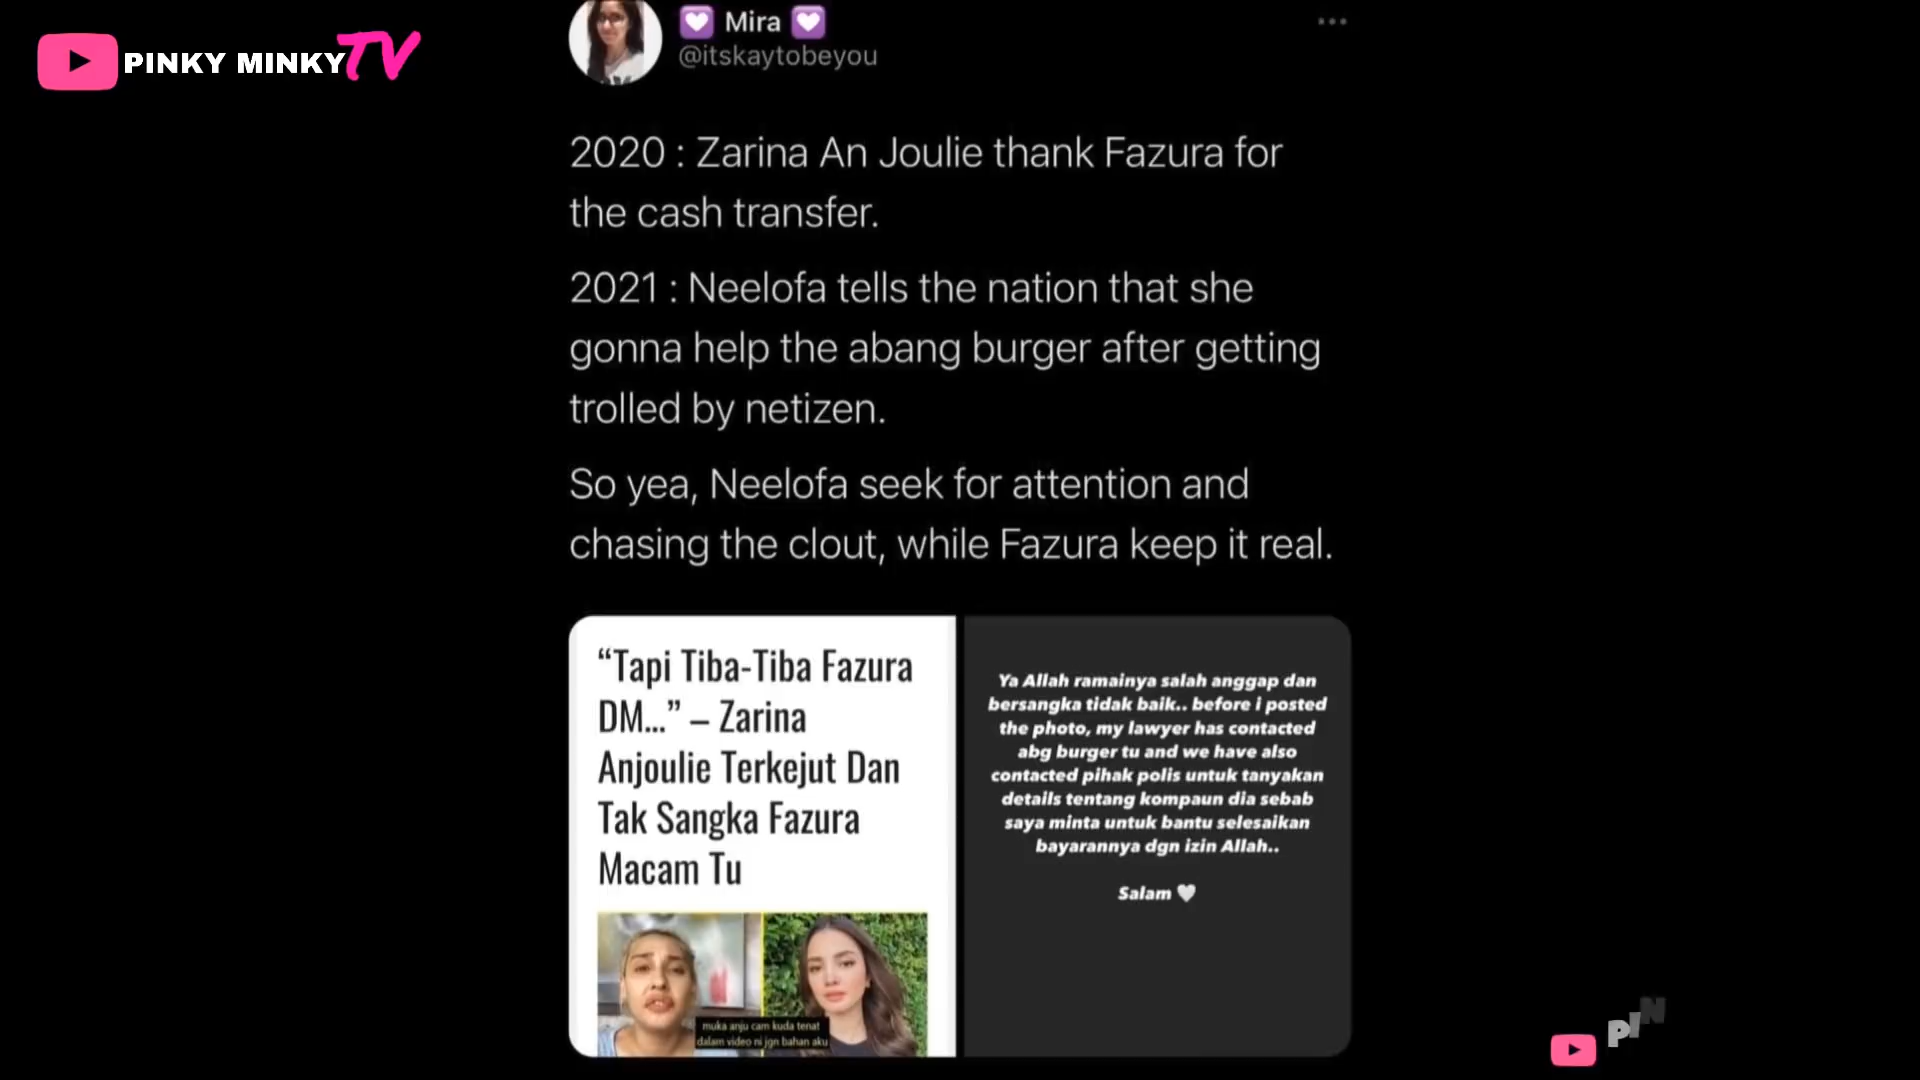 PINKY MINKY TV
Mira
@itskaytobeyou
2020 : Zarina An Joulie thank Fazura for
the cash transfer.
2021 : Neelofa tells the nation that she
gonna help the abang burger after getting
trolled by netizen.
So yea, Neelofa seek for attention and
chasing the clout, while Fazura keep it real.
“Tapi Tiba-Tiba Fazura
DM...” – Zarina
Anjoulie Terkejut Dan
Tak Sangka Fazura
Macam Tu
muka anju cam kuda tenat
dalam video ni jgn bahan aku
Ya Allah ramainya salah anggap dan
bersangka tidak baik.. before i posted
the photo, my lawyer has contacted
abg burger tu and we have also
contacted pihak polis untuk tanyakan
details tentang kompaun dia sebab
saya minta untuk bantu selesaikan
bayarannya dgn izin Allah..
Salam
PIN